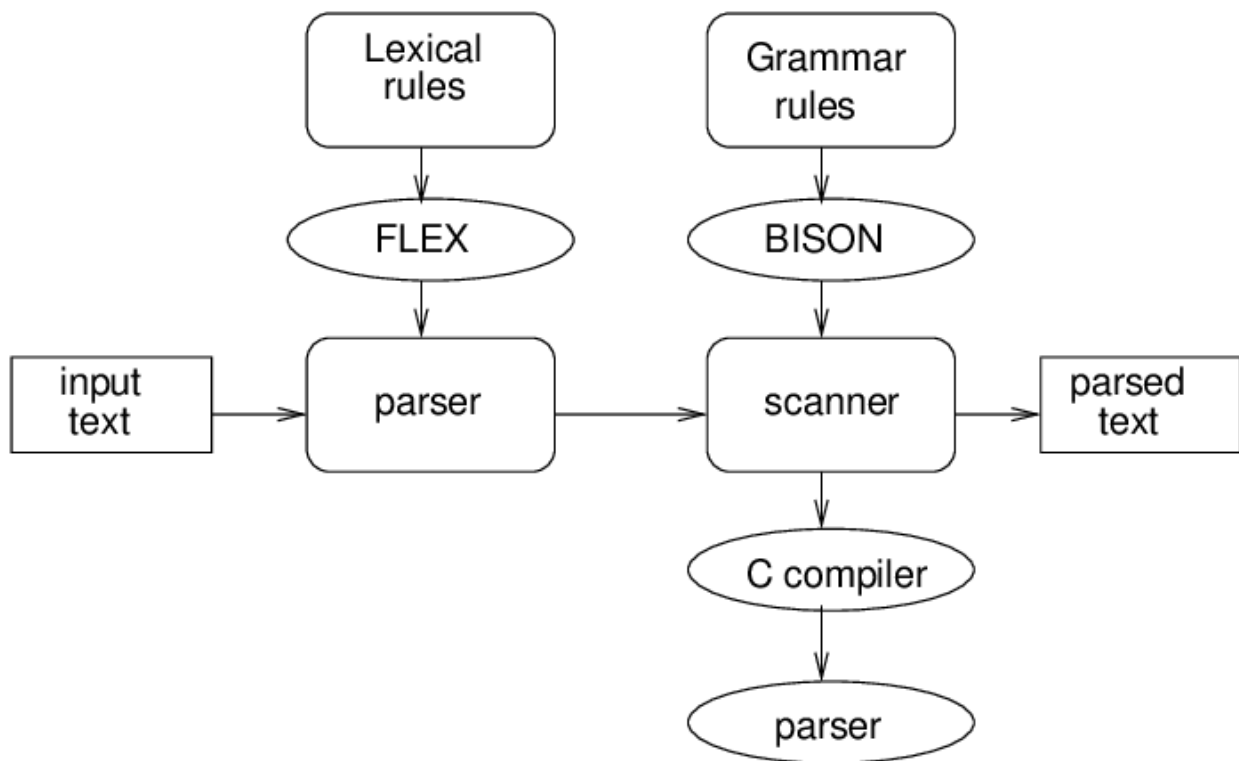 Lexical
rules
Grammar
rules
FLEX
BISON
input
text
parser
scanner
parsed
text
C compiler
parser